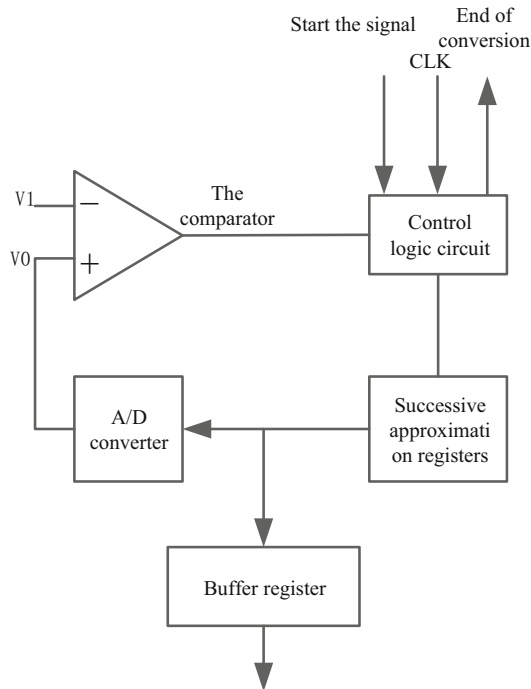 Start the signal
End of
conversion
CLK
V1
−
The
comparator
V0
+
Control
logic circuit
A/D
converter
Successive
approximati
on registers
Buffer register